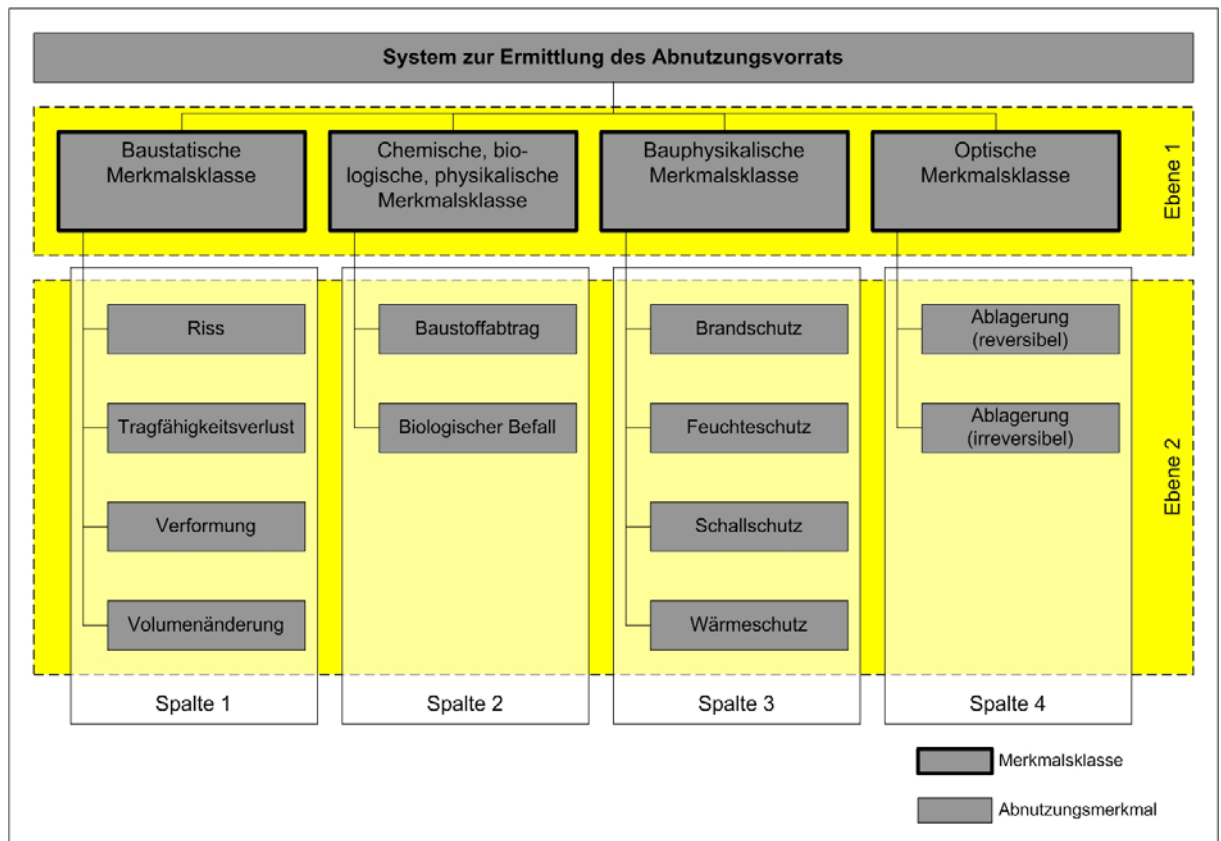 System zur Ermittlung des Abnutzungsvorrats
Baustatische
Merkmalsklasse
Chemische, bio-
logische, physikalische
Merkmalsklasse
Bauphysikalische
Merkmalsklasse
Optische
Merkmalsklasse
Ebene 1
Riss
Tragfähigkeitsverlust
Verformung
Volumenänderung
Spalte 1
Baustoffabtrag
Biologischer Befall
Spalte 2
Brandschutz
Feuchteschutz
Schallschutz
Wärmeschutz
Spalte 3
Ablagerung
(reversibel)
Ablagerung
(irreversibel)
Spalte 4
Ebene 2
Merkmalsklasse
Abnutzungsmerkmal